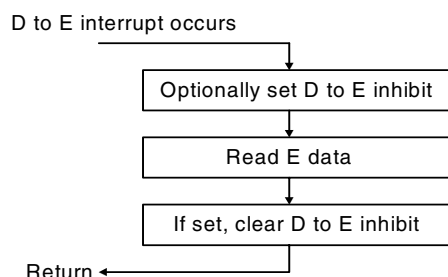 D to E interrupt occurs
Optionally set D to E inhibit
Read E data
If set, clear D to E inhibit
Return